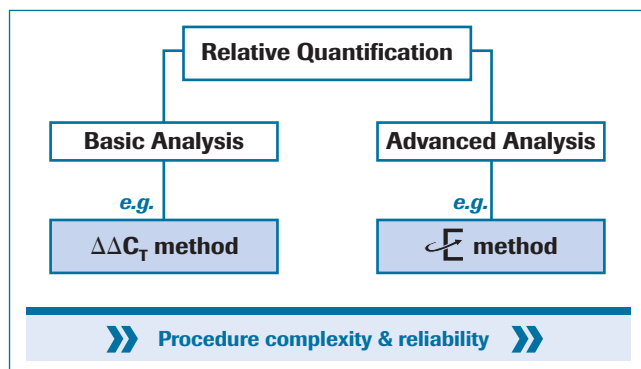 Relative Quantification
Basic Analysis
Advanced Analysis
e.g.
e.g.
ΔΔCT method
E method
Procedure complexity & reliability